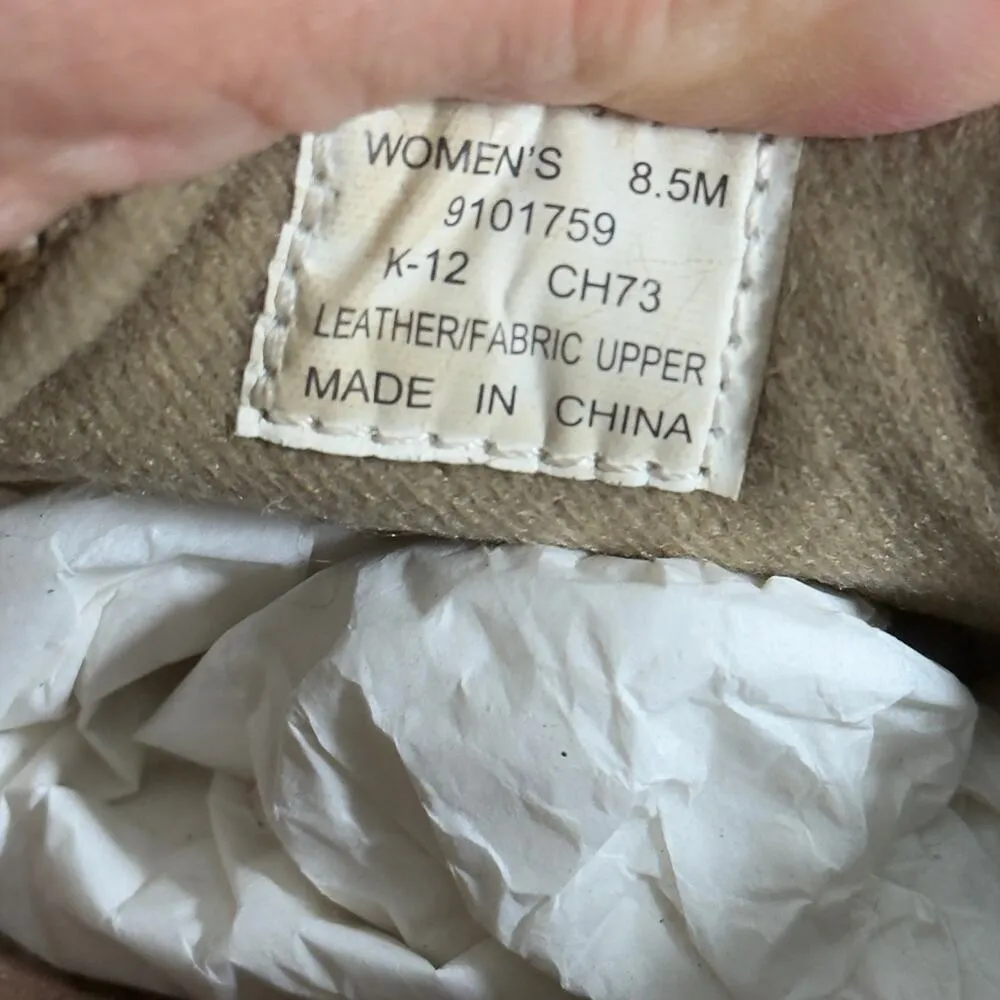 WOMEN'S 8.5M
9101759
K-12 CH73
LEATHER/FABRIC UPPER
MADE IN CHINA